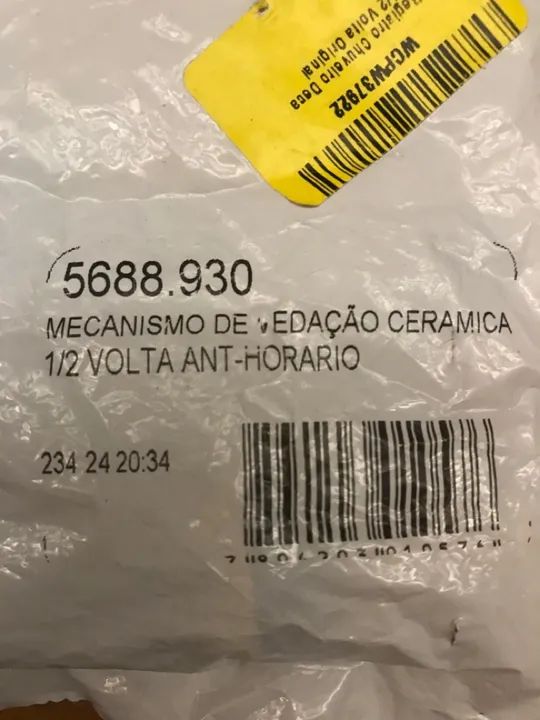 Registro Chuveiro Deca
1/2 Volta Original
WCPW37922
5688.930
MECANISMO DE VEDAÇÃO CERAMICA
1/2 VOLTA ANT-HORARIO
234 24 20:34